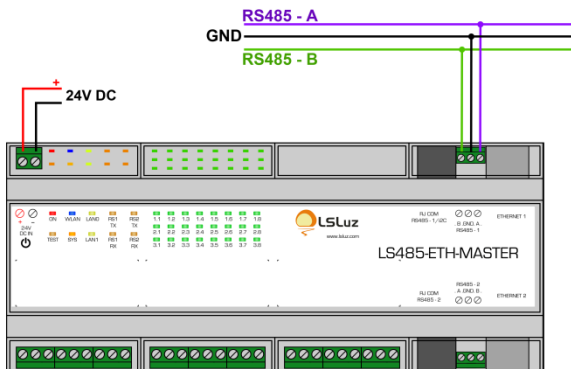 RS485 - A
GND
RS485 - B
+
24V DC
ON WLAN LAN0 RS1 TX RS2 TX
TEST SYS LAN1 RS1 RX RS2 RX
+ -
24V
DC IN
1.1 1.2 1.3 1.4 1.5 1.6 1.7 1.8
2.1 2.2 2.3 2.4 2.5 2.6 2.7 2.8
3.1 3.2 3.3 3.4 3.5 3.6 3.7 3.8
LSLuz
www.lsluz.com
RJ COM
RS485 - 1/I2C
B .GND. A
RS485 - 1
ETHERNET 1
LS485-ETH-MASTER
RJ COM
RS485 - 2
RS485 - 2
A .GND. B
ETHERNET 2